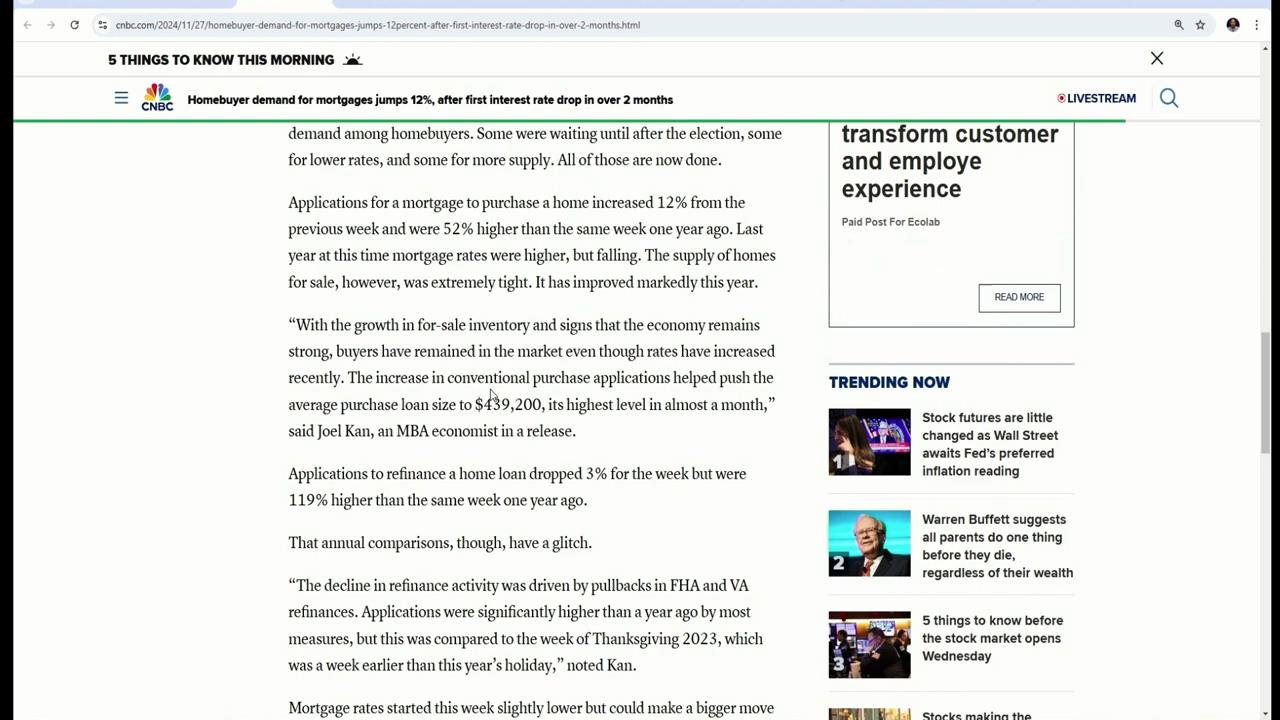 cnbc.com/2024/11/27/homebuyer-demand-for-mortgages-jumps-12percent-after-first-interest-rate-drop-in-over-2-months.html
5 THINGS TO KNOW THIS MORNING
CNBC
Homebuyer demand for mortgages jumps 12%, after first interest rate drop in over 2 months
LIVESTREAM
demand among homebuyers. Some were waiting until after the election, some
for lower rates, and some for more supply. All of those are now done.
Applications for a mortgage to purchase a home increased 12% from the
previous week and were 52% higher than the same week one year ago. Last
year at this time mortgage rates were higher, but falling. The supply of homes
for sale, however, was extremely tight. It has improved markedly this year.
“With the growth in for-sale inventory and signs that the economy remains
strong, buyers have remained in the market even though rates have increased
recently. The increase in conventional purchase applications helped push the
average purchase loan size to $439,200, its highest level in almost a month,”
said Joel Kan, an MBA economist in a release.
Applications to refinance a home loan dropped 3% for the week but were
119% higher than the same week one year ago.
That annual comparisons, though, have a glitch.
“The decline in refinance activity was driven by pullbacks in FHA and VA
refinances. Applications were significantly higher than a year ago by most
measures, but this was compared to the week of Thanksgiving 2023, which
was a week earlier than this year’s holiday,” noted Kan.
Mortgage rates started this week slightly lower but could make a bigger move
transform customer
and employe
experience
Paid Post For Ecolab
READ MORE
TRENDING NOW
1
Stock futures are little
changed as Wall Street
awaits Fed’s preferred
inflation reading
2
Warren Buffett suggests
all parents do one thing
before they die,
regardless of their wealth
3
5 things to know before
the stock market opens
Wednesday
Stocks making the